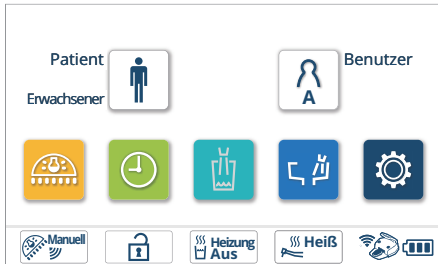 Patient
Benutzer
Erwachsener
A
Manuell
Heizung
Aus
Heiß